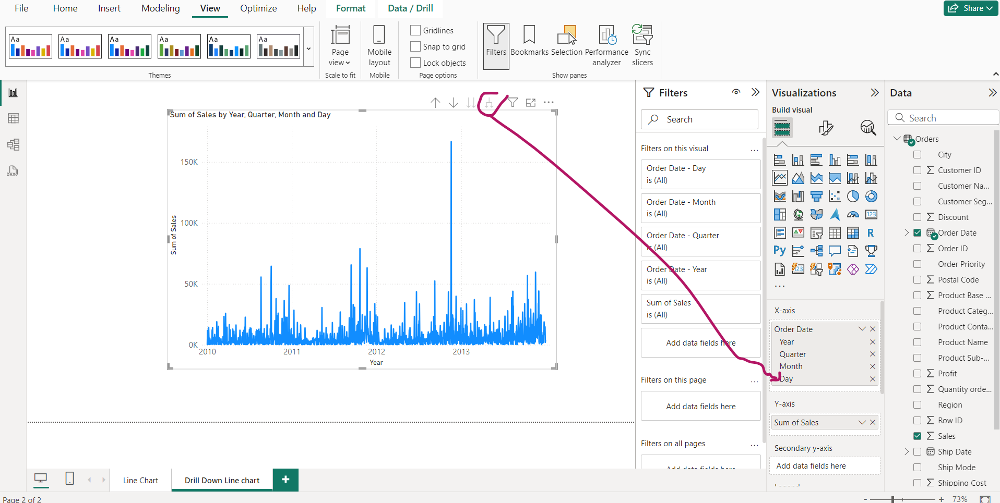 File Home Insert Modeling View Optimize Help Format Data / Drill Share
Aa Aa Aa Aa Aa Aa
Page view
Mobile layout
Gridlines
Snap to grid
Lock objects
Filters Bookmarks Selection Performance analyzer Sync slicers
Themes Scale to fit Mobile Page options Show panes
DAX
Sum of Sales by Year, Quarter, Month and Day
Sum of Sales
150K
100K
50K
0K
2010 2011 2012 2013
Year
Filters
Search
Filters on this visual ...
Order Date - Day
is (All)
Order Date - Month
is (All)
Order Date - Quarter
is (All)
Order Date - Year
is (All)
Sum of Sales
is (All)
Add data fields here
Filters on this page ...
Add data fields here
Filters on all pages ...
Add data fields here
Visualizations
Build visual
123
R
Py
123
...
X-axis
Order Date
Year
Quarter
Month
Day
Y-axis
Sum of Sales
Secondary y-axis
Add data fields here
Legend
Data
Search
Orders
City
Customer ID
Customer Na...
Customer Seg...
Discount
Order Date
Order ID
Order Priority
Postal Code
Product Base ...
Product Categ...
Product Conta...
Product Name
Product Sub-...
Profit
Quantity orde...
Region
Row ID
Sales
Ship Date
Ship Mode
Shipping Cost
Line Chart Drill Down Line chart +
Page 2 of 2
- + 73%